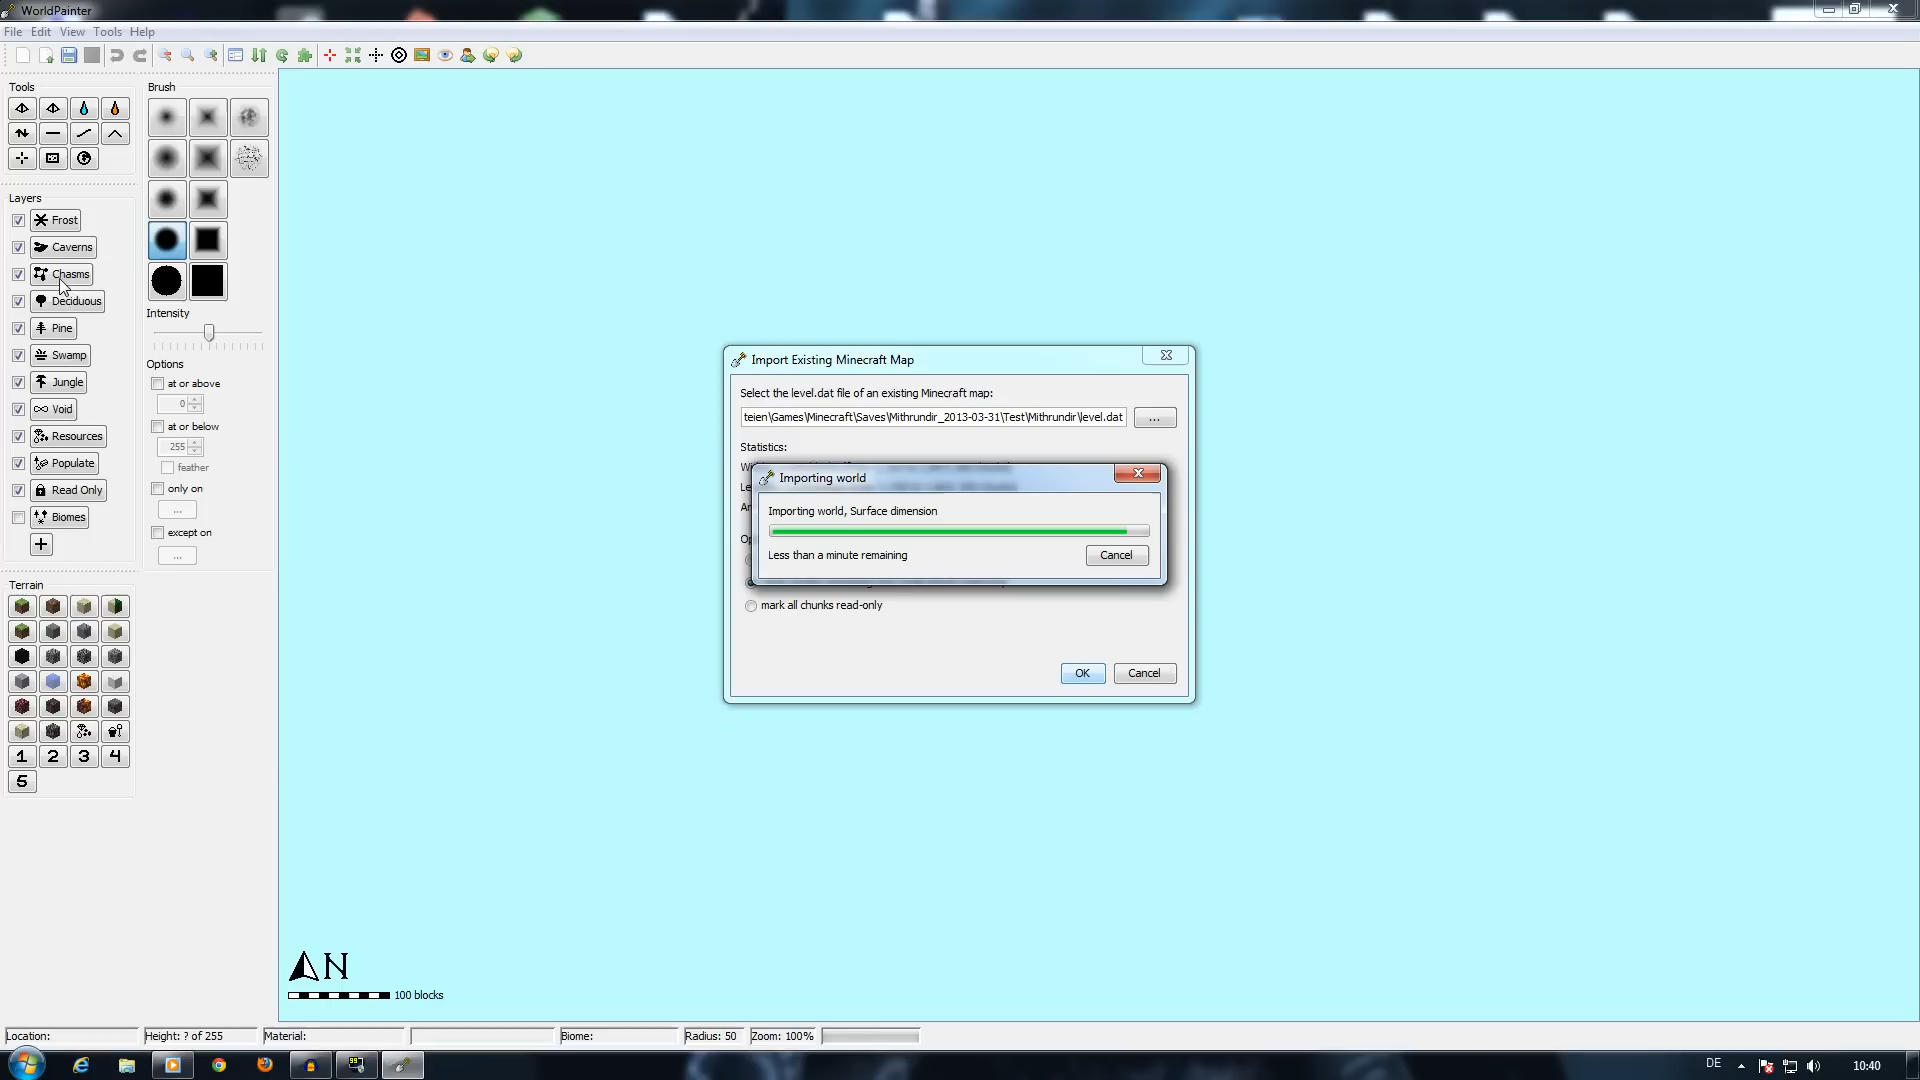 WorldPainter
File Edit View Tools Help
Tools
Brush
Layers
Frost
Caverns
Chasms
Deciduous
Pine
Swamp
Jungle
Void
Resources
Populate
Read Only
Biomes
Intensity
Options
at or above
0
at or below
255
feather
only on
...
except on
...
Terrain
1 2 3 4
5
Import Existing Minecraft Map
Select the level.dat file of an existing Minecraft map:
teien\Games\Minecraft\Saves\Mithrundir_2013-03-31\Test\Mithrundir\level.dat
...
Statistics:
Importing world
Importing world, Surface dimension
Less than a minute remaining
Cancel
mark all chunks read-only
OK
Cancel
N
100 blocks
Location:
Height: ? of 255
Material:
Biome:
Radius: 50
Zoom: 100%
DE
10:40